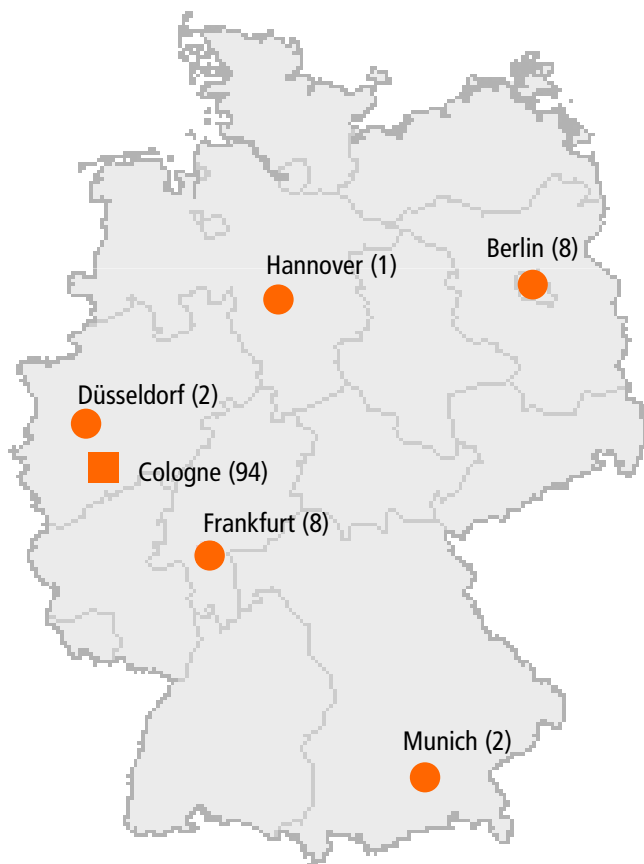 Berlin (8)
Hannover (1)
Düsseldorf (2)
Cologne (94)
Frankfurt (8)
Munich (2)